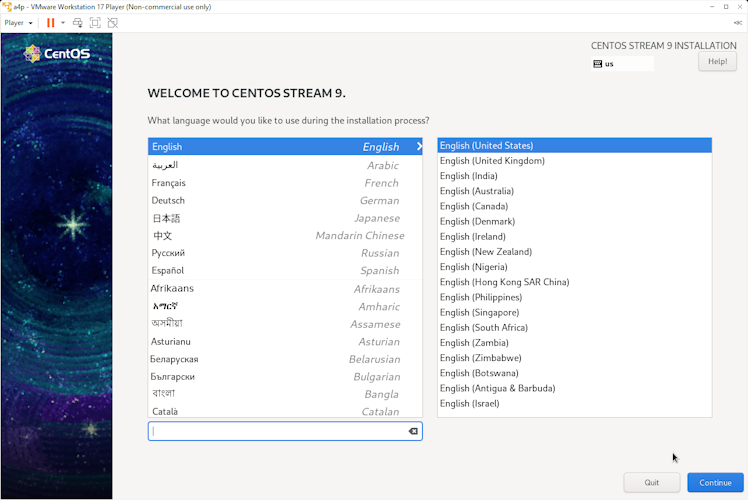 a4p - VMware Workstation 17 Player (Non-commercial use only)
Player
CentOS
CENTOS STREAM 9 INSTALLATION
us
Help!
WELCOME TO CENTOS STREAM 9.
What language would you like to use during the installation process?
English English
العربية Arabic
Français French
Deutsch German
日本語 Japanese
中文 Mandarin Chinese
Русский Russian
Español Spanish
Afrikaans Afrikaans
አማርኛ Amharic
অসমীয়া Assamese
Asturianu Asturian
Беларуская Belarusian
Български Bulgarian
বাংলা Bangla
Català Catalan
English (United States)
English (United Kingdom)
English (India)
English (Australia)
English (Canada)
English (Denmark)
English (Ireland)
English (New Zealand)
English (Nigeria)
English (Hong Kong SAR China)
English (Philippines)
English (Singapore)
English (South Africa)
English (Zambia)
English (Zimbabwe)
English (Botswana)
English (Antigua & Barbuda)
English (Israel)
Quit
Continue